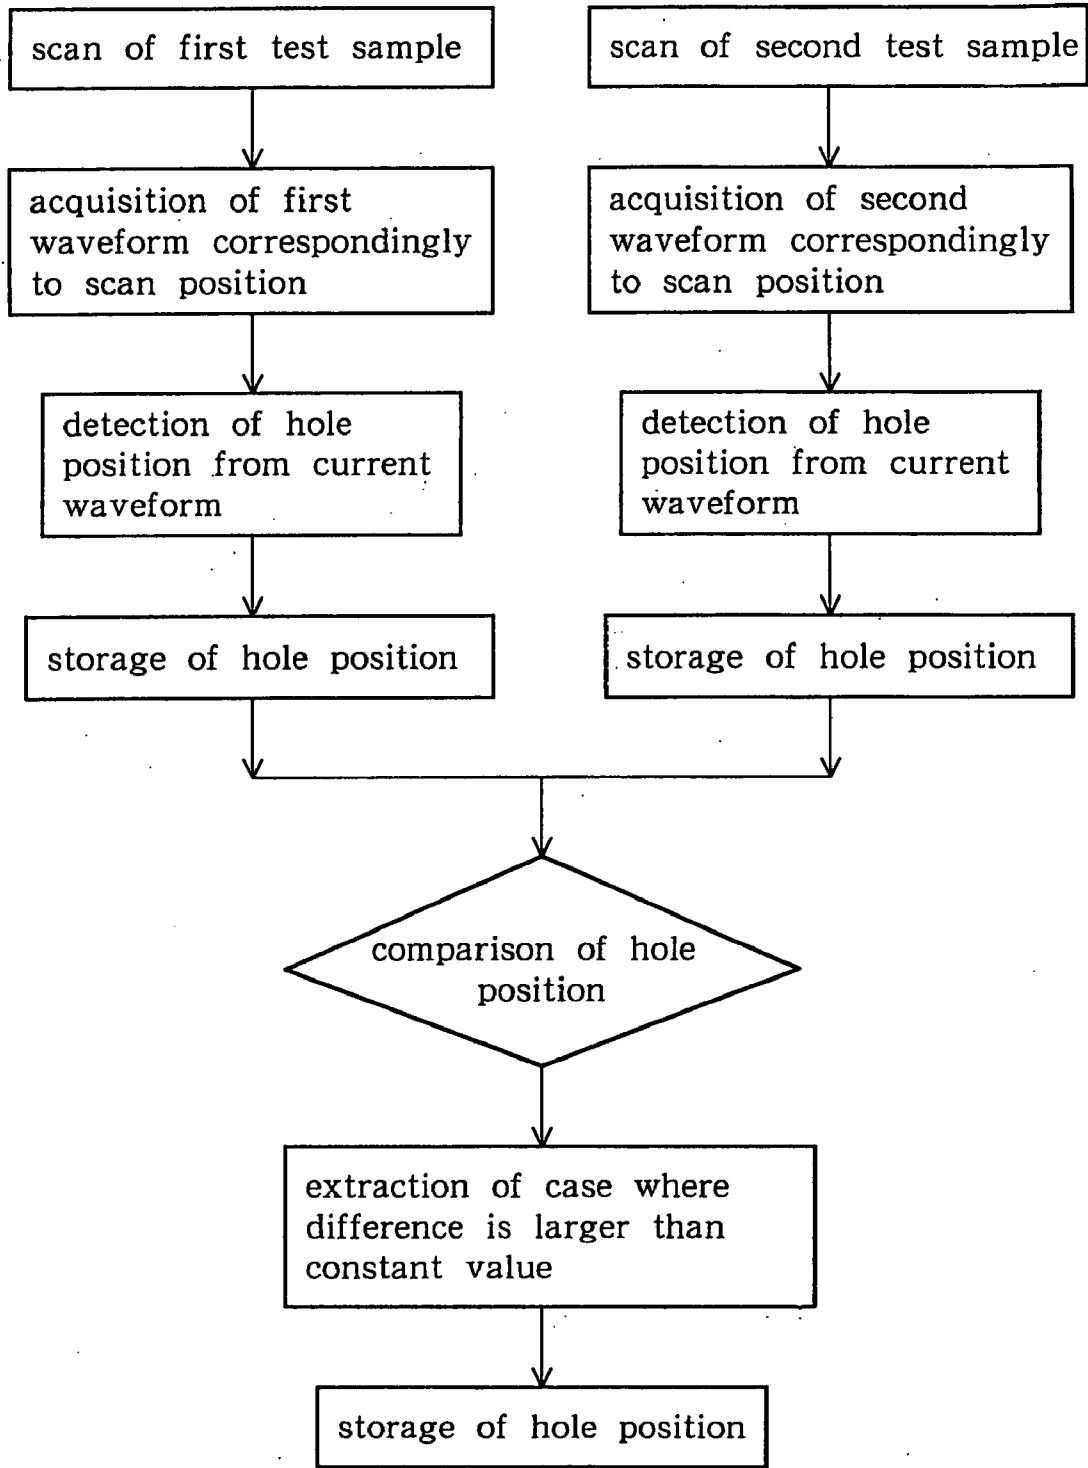 scan of first test sample
acquisition of first
waveform correspondingly
to scan position
detection of hole
position from current
waveform
storage of hole position
scan of second test sample
acquisition of second
waveform correspondingly
to scan position
detection of hole
position from current
waveform
storage of hole position
comparison of hole
position
extraction of case where
difference is larger than
constant value
storage of hole position